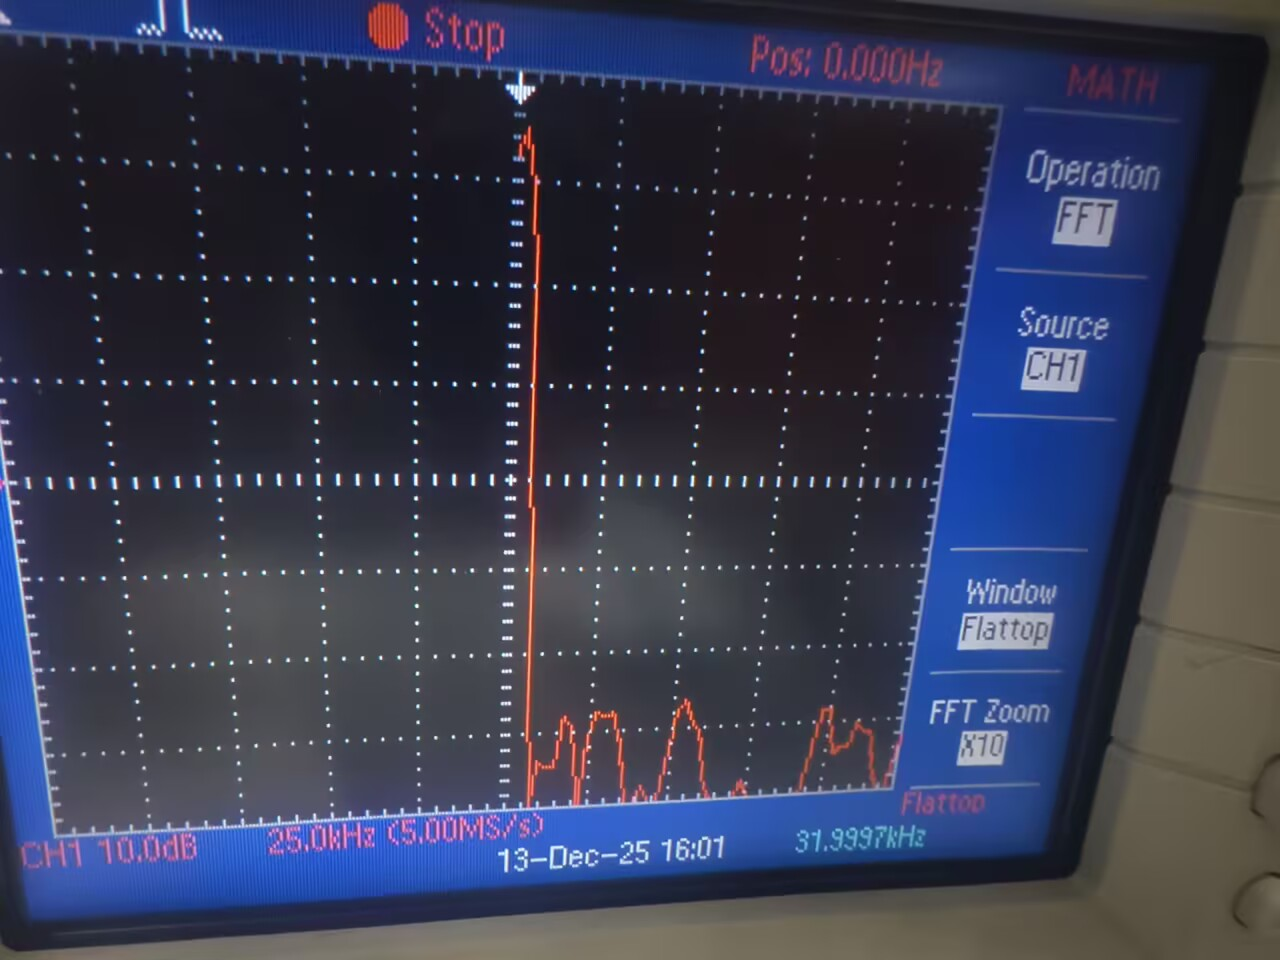 Stop
Pos: 0.000Hz
MATH
Operation
FFT
Source
CH1
Window
Flattop
FFT Zoom
X10
Flattop
CH1 10.0dB
25.0kHz (5.00MS/s)
13-Dec-25 16:01
31.9997kHz